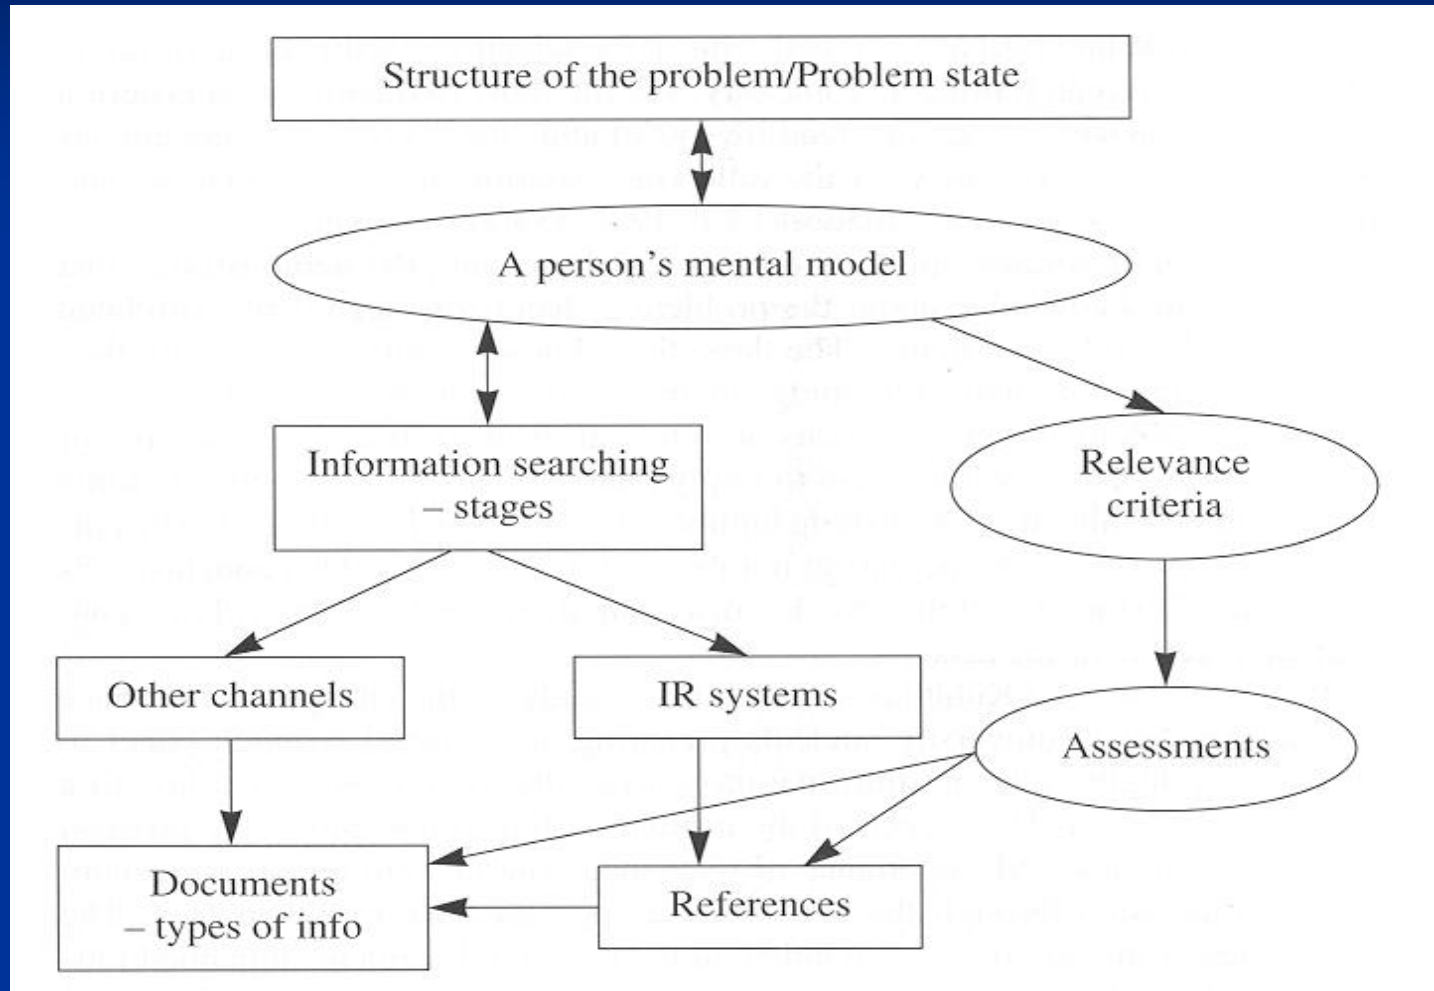 Structure of the problem/Problem state
A person's mental model
Information searching
– stages
Relevance
criteria
Other channels
IR systems
Assessments
Documents
– types of info
References